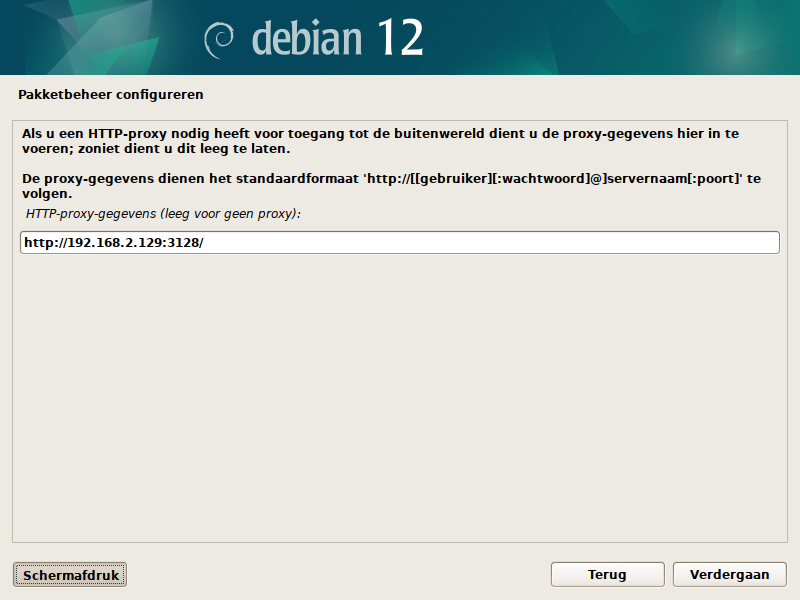 debian 12
Pakketbeheer configureren
Als u een HTTP-proxy nodig heeft voor toegang tot de buitenwereld dient u de proxy-gegevens hier in te
voeren; zoniet dient u dit leeg te laten.
De proxy-gegevens dienen het standaardformaat 'http://[[gebruiker][:wachtwoord]@]servernaam[:poort]' te
volgen.
HTTP-proxy-gegevens (leeg voor geen proxy):
http://192.168.2.129:3128/
Schermafdruk
Terug
Verdergaan